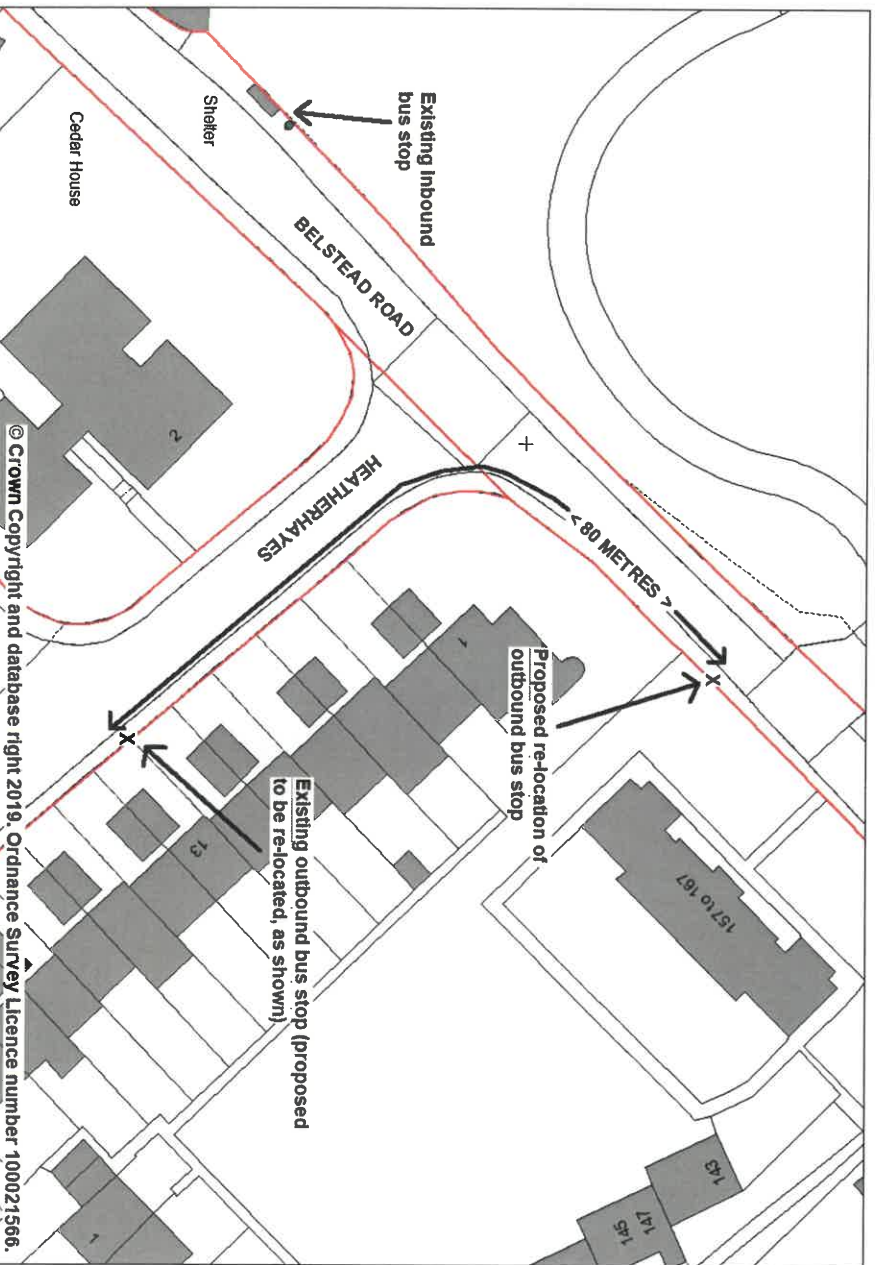 Existing Inbound
bus stop
Shelter
Cedar House
BELSTEAD ROAD
2
HEATHERHAYES
< 80 METRES >
Proposed re-location of
outbound bus stop
1
Existing outbound bus stop (proposed
to be re-located, as shown)
13
157 to 167
143
147
145
1
© Crown Copyright and database right 2019. Ordnance Survey Licence number 100021566.